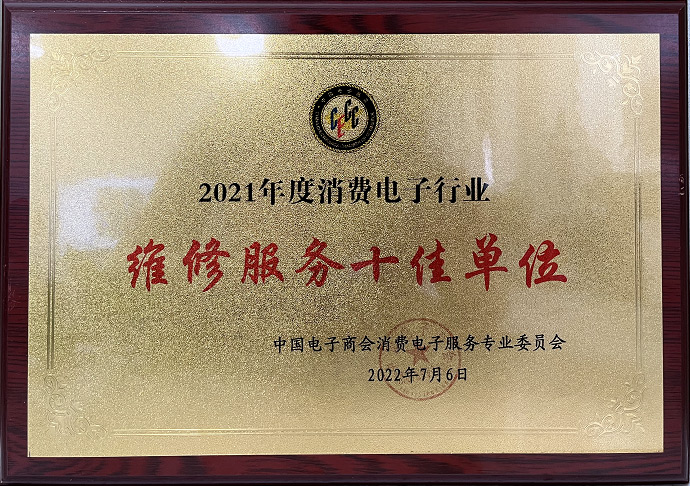 2021年度消费电子行业
维修服务十佳单位
中国电子商会消费电子服务专业委员会
2022年7月6日